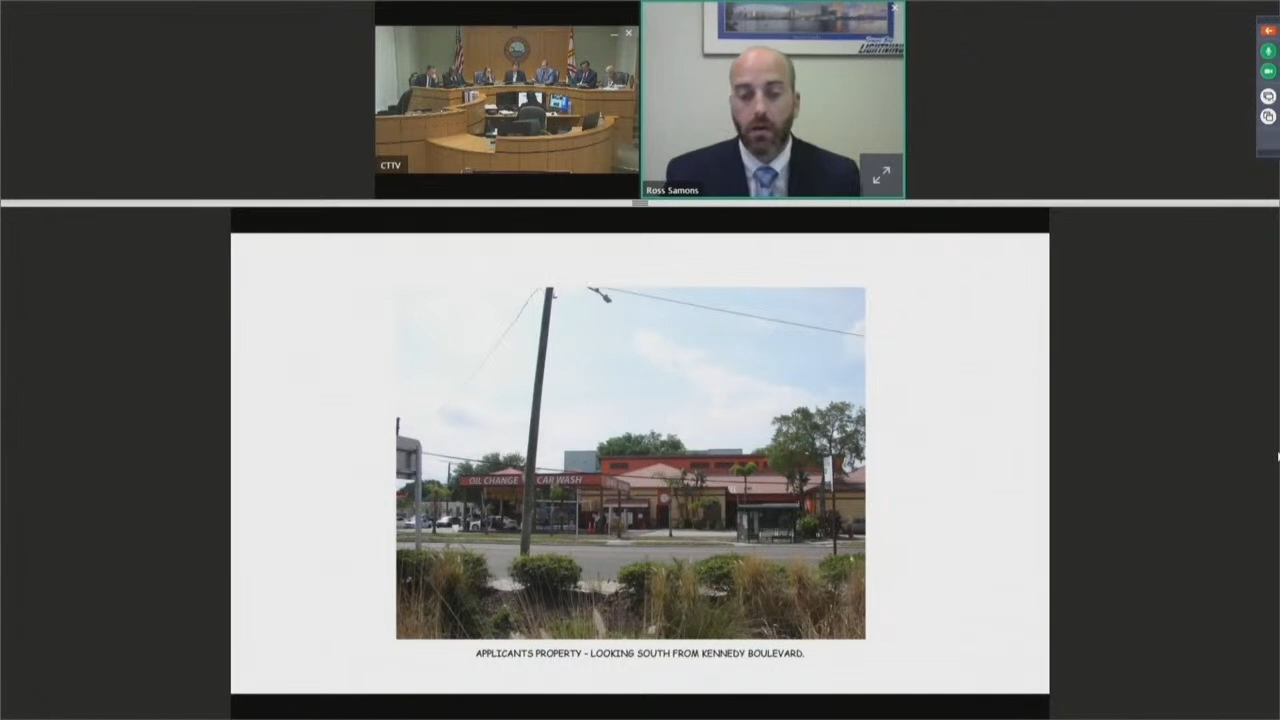 LIGHTNING
CTTV
Ross Samons
OIL CHANGE CAR WASH
APPLICANTS PROPERTY - LOOKING SOUTH FROM KENNEDY BOULEVARD.